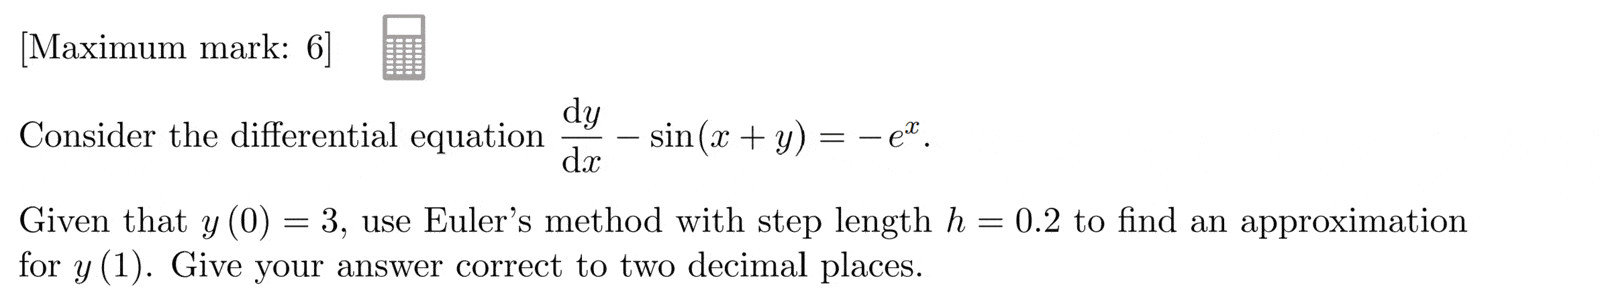 [Maximum mark: 6]
Consider the differential equation dy/dx − sin(x + y) = −eˣ.
Given that y (0) = 3, use Euler's method with step length h = 0.2 to find an approximation
for y (1). Give your answer correct to two decimal places.